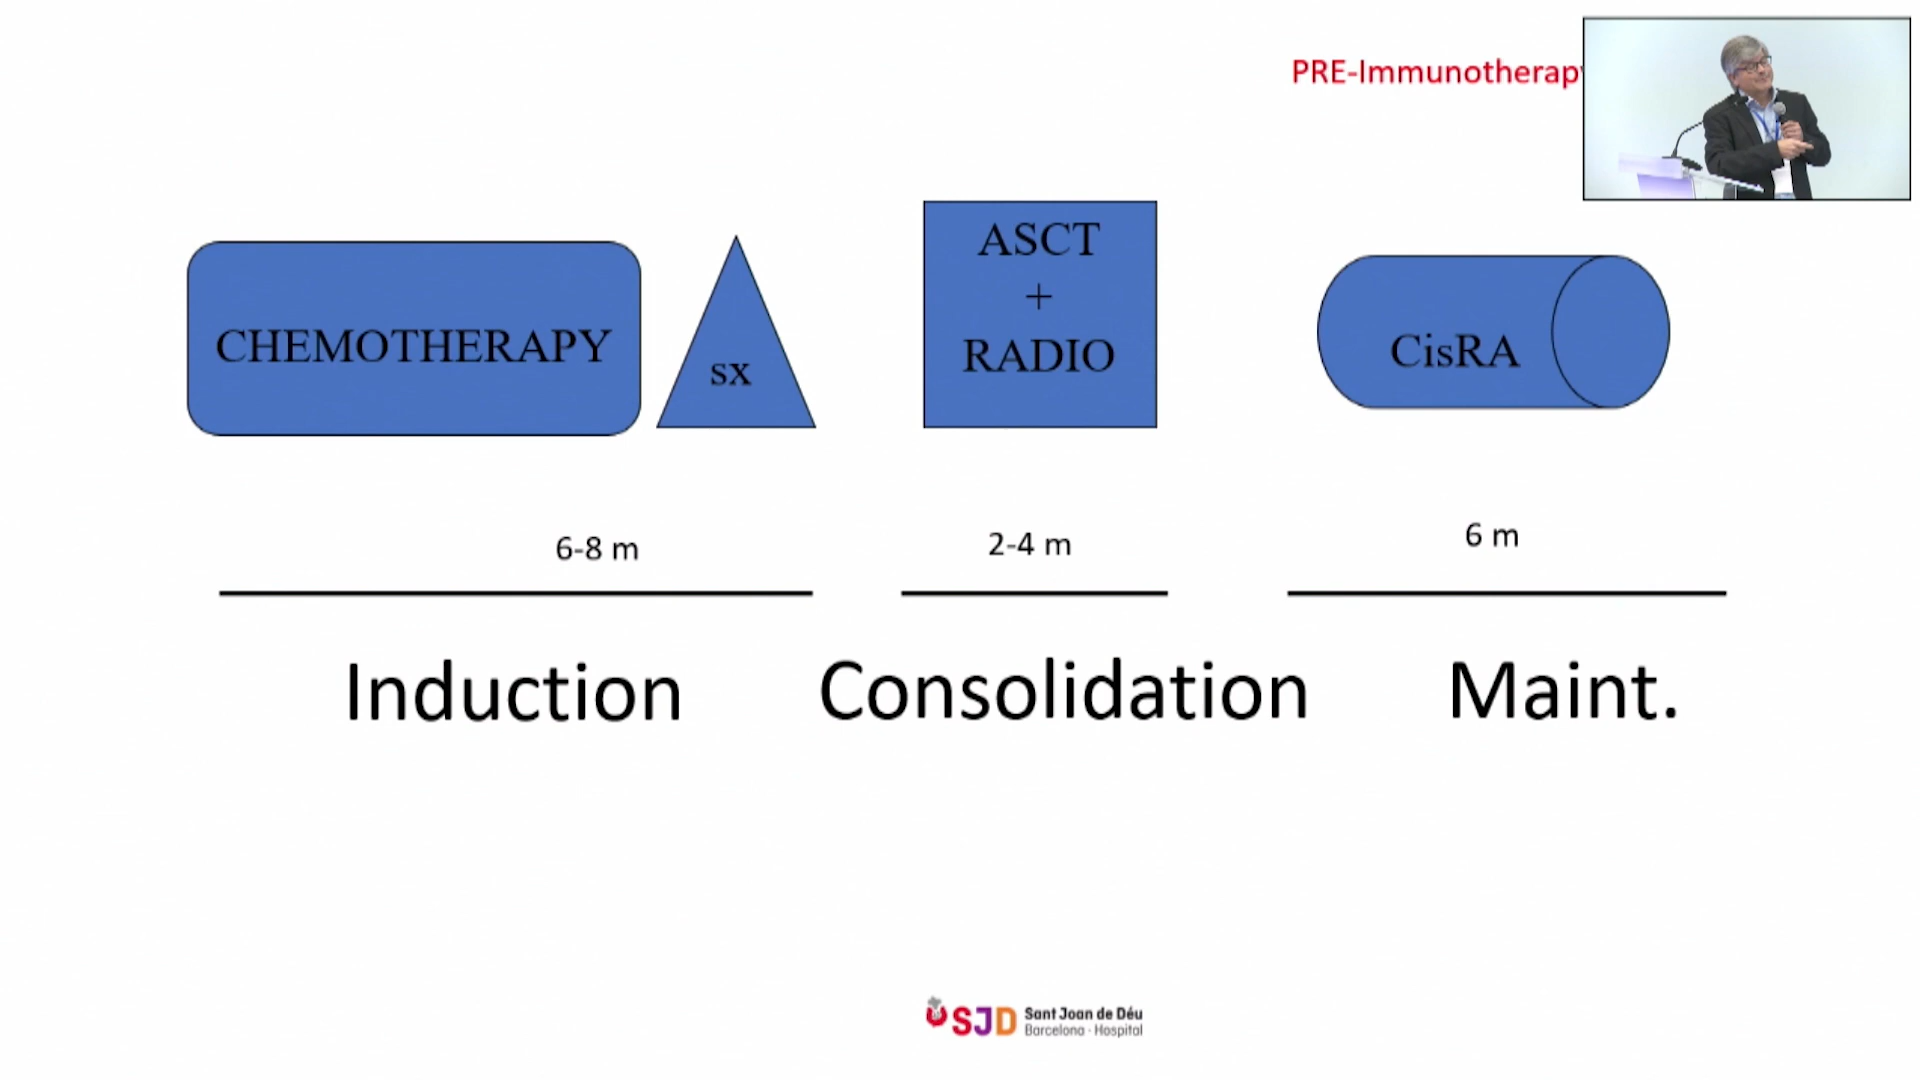 PRE-Immunotherapy
CHEMOTHERAPY
sx
ASCT
+
RADIO
CisRA
6-8 m
2-4 m
6 m
Induction
Consolidation
Maint.
SJD Sant Joan de Déu
Barcelona · Hospital